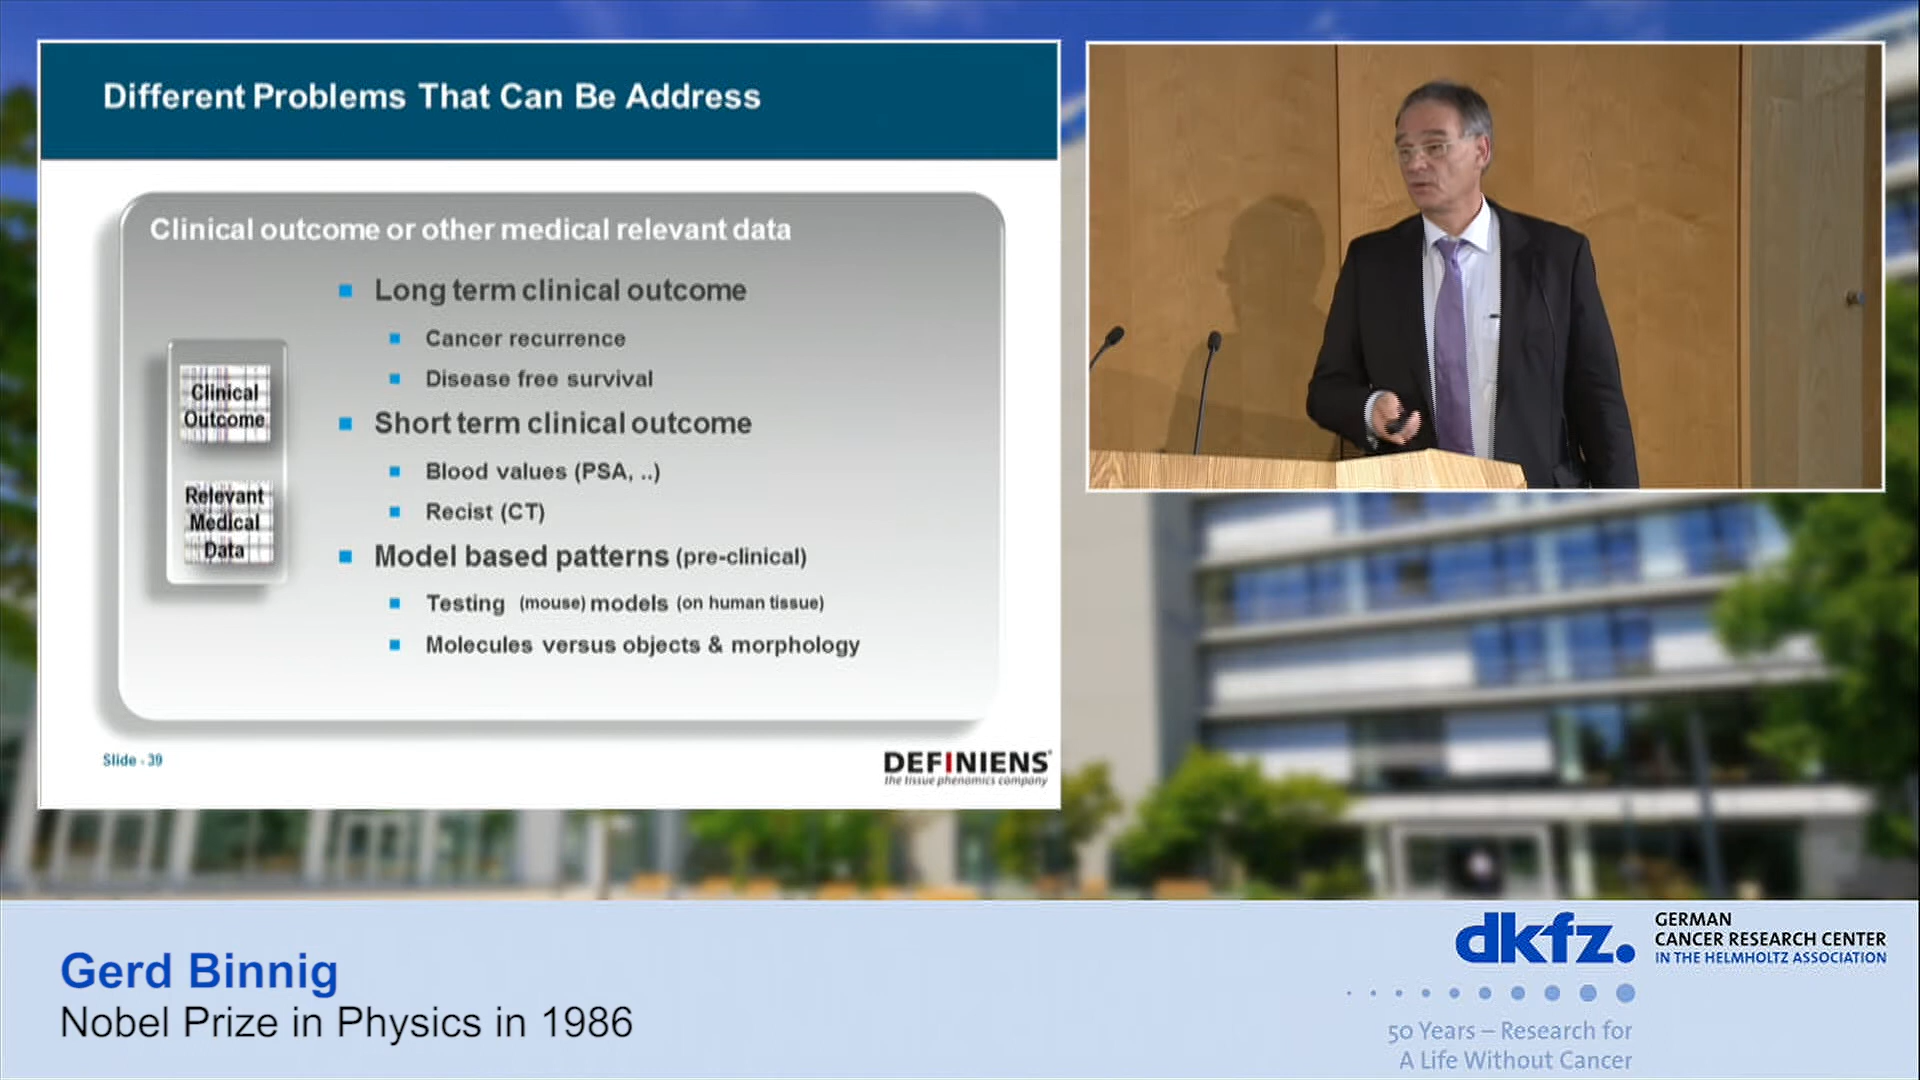 Different Problems That Can Be Address
Clinical outcome or other medical relevant data
Clinical
Outcome
Relevant
Medical
Data
Long term clinical outcome
Cancer recurrence
Disease free survival
Short term clinical outcome
Blood values (PSA, ..)
Recist (CT)
Model based patterns (pre-clinical)
Testing (mouse) models (on human tissue)
Molecules versus objects & morphology
Slide - 39
DEFINIENS
the tissue phenomics company
Gerd Binnig
Nobel Prize in Physics in 1986
dkfz.
GERMAN
CANCER RESEARCH CENTER
IN THE HELMHOLTZ ASSOCIATION
50 Years – Research for
A Life Without Cancer